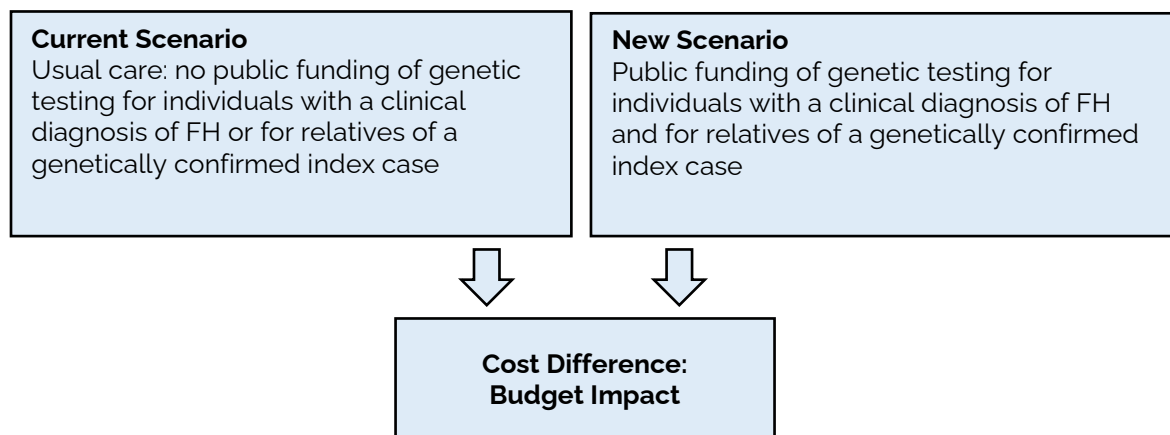 Current Scenario
Usual care: no public funding of genetic
testing for individuals with a clinical
diagnosis of FH or for relatives of a
genetically confirmed index case
New Scenario
Public funding of genetic testing for
individuals with a clinical diagnosis of FH
and for relatives of a genetically confirmed
index case
Cost Difference:
Budget Impact